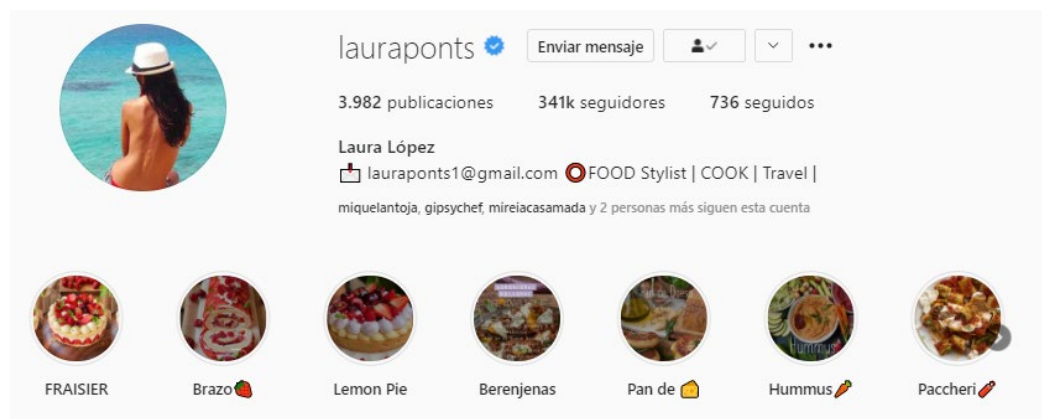 lauraponts Enviar mensaje
3.982 publicaciones 341k seguidores 736 seguidos
Laura López
📩 lauraponts1@gmail.com ⭕FOOD Stylist | COOK | Travel |
miquelantoja, gipsychef, mireiacasamada y 2 personas más siguen esta cuenta
Hummus
FRAISIER Brazo🍓 Lemon Pie Berenjenas Pan de 🧀 Hummus🥕 Paccheri🧨